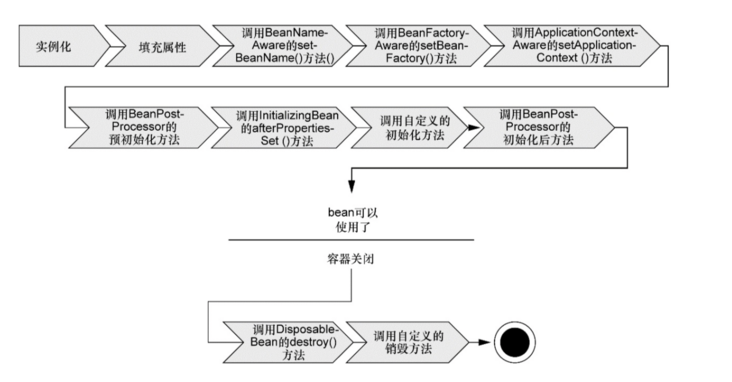 实例化
填充属性
调用BeanName-
Aware的set-
BeanName()方法()
调用BeanFactory-
Aware的setBean-
Factory()方法
调用ApplicationContext-
Aware的setApplication-
Context ()方法
调用BeanPost-
Processor的
预初始化方法
调用InitializingBean
的afterProperties-
Set ()方法
调用自定义的
初始化方法
调用BeanPost-
Processor的
初始化后方法
bean可以
使用了
容器关闭
调用Disposable-
Bean的destroy()
方法
调用自定义的
销毁方法